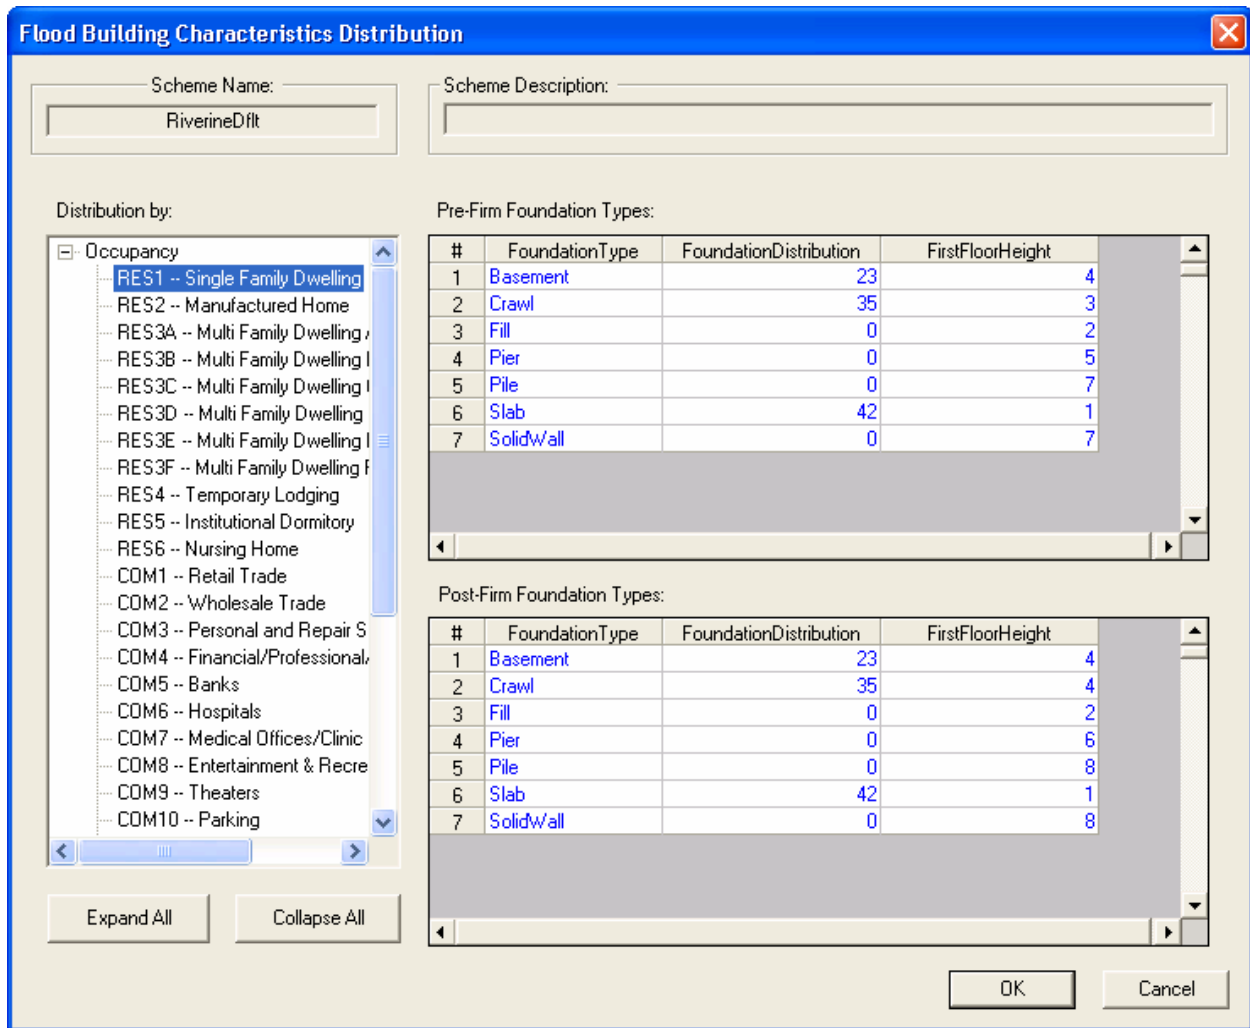 Flood Building Characteristics Distribution
Scheme Name:
RiverineDflt
Scheme Description:
Distribution by:
Occupancy
RES1 -- Single Family Dwelling
RES2 -- Manufactured Home
RES3A -- Multi Family Dwelling
RES3B -- Multi Family Dwelling
RES3C -- Multi Family Dwelling
RES3D -- Multi Family Dwelling
RES3E -- Multi Family Dwelling
RES3F -- Multi Family Dwelling
RES4 -- Temporary Lodging
RES5 -- Institutional Dormitory
RES6 -- Nursing Home
COM1 -- Retail Trade
COM2 -- Wholesale Trade
COM3 -- Personal and Repair S
COM4 -- Financial/Professional/
COM5 -- Banks
COM6 -- Hospitals
COM7 -- Medical Offices/Clinic
COM8 -- Entertainment & Recre
COM9 -- Theaters
COM10 -- Parking
Expand All Collapse All
Pre-Firm Foundation Types:
# FoundationType FoundationDistribution FirstFloorHeight
1 Basement 23 4
2 Crawl 35 3
3 Fill 0 2
4 Pier 0 5
5 Pile 0 7
6 Slab 42 1
7 SolidWall 0 7
Post-Firm Foundation Types:
# FoundationType FoundationDistribution FirstFloorHeight
1 Basement 23 4
2 Crawl 35 4
3 Fill 0 2
4 Pier 0 6
5 Pile 0 8
6 Slab 42 1
7 SolidWall 0 8
OK Cancel